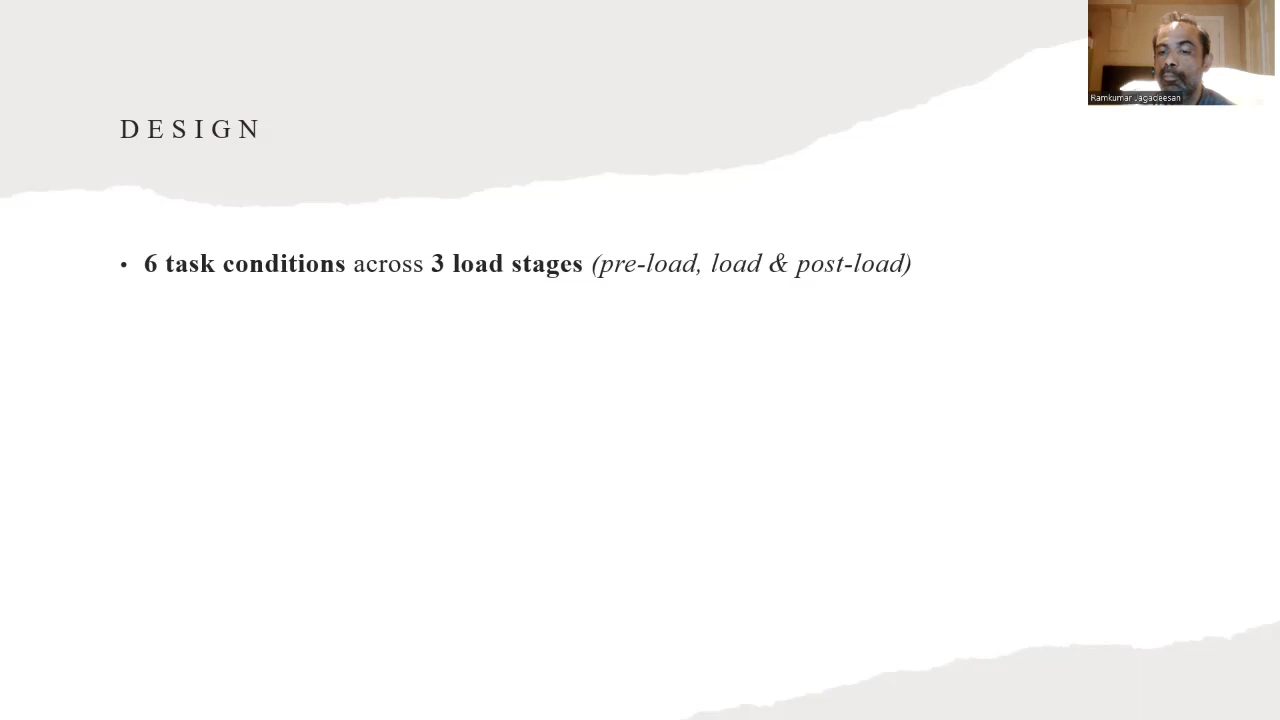 DESIGN
• 6 task conditions across 3 load stages (pre-load, load & post-load)
Ramkumar Jagadeesan